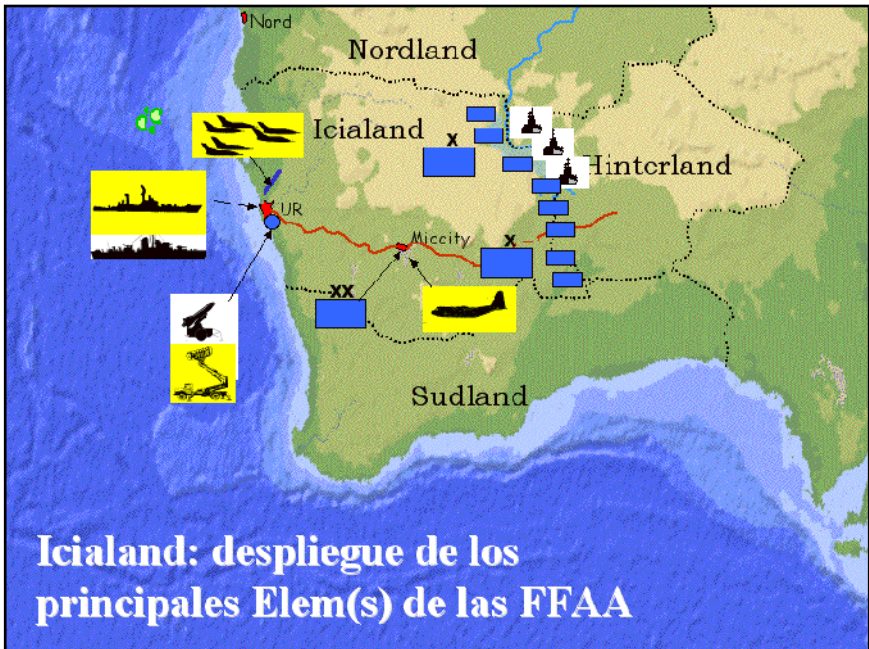 Nord
Nordland
Icialand
X
Hinterland
UR
Miccity
X
XX
Sudland
Icialand: despliegue de los
principales Elem(s) de las FFAA